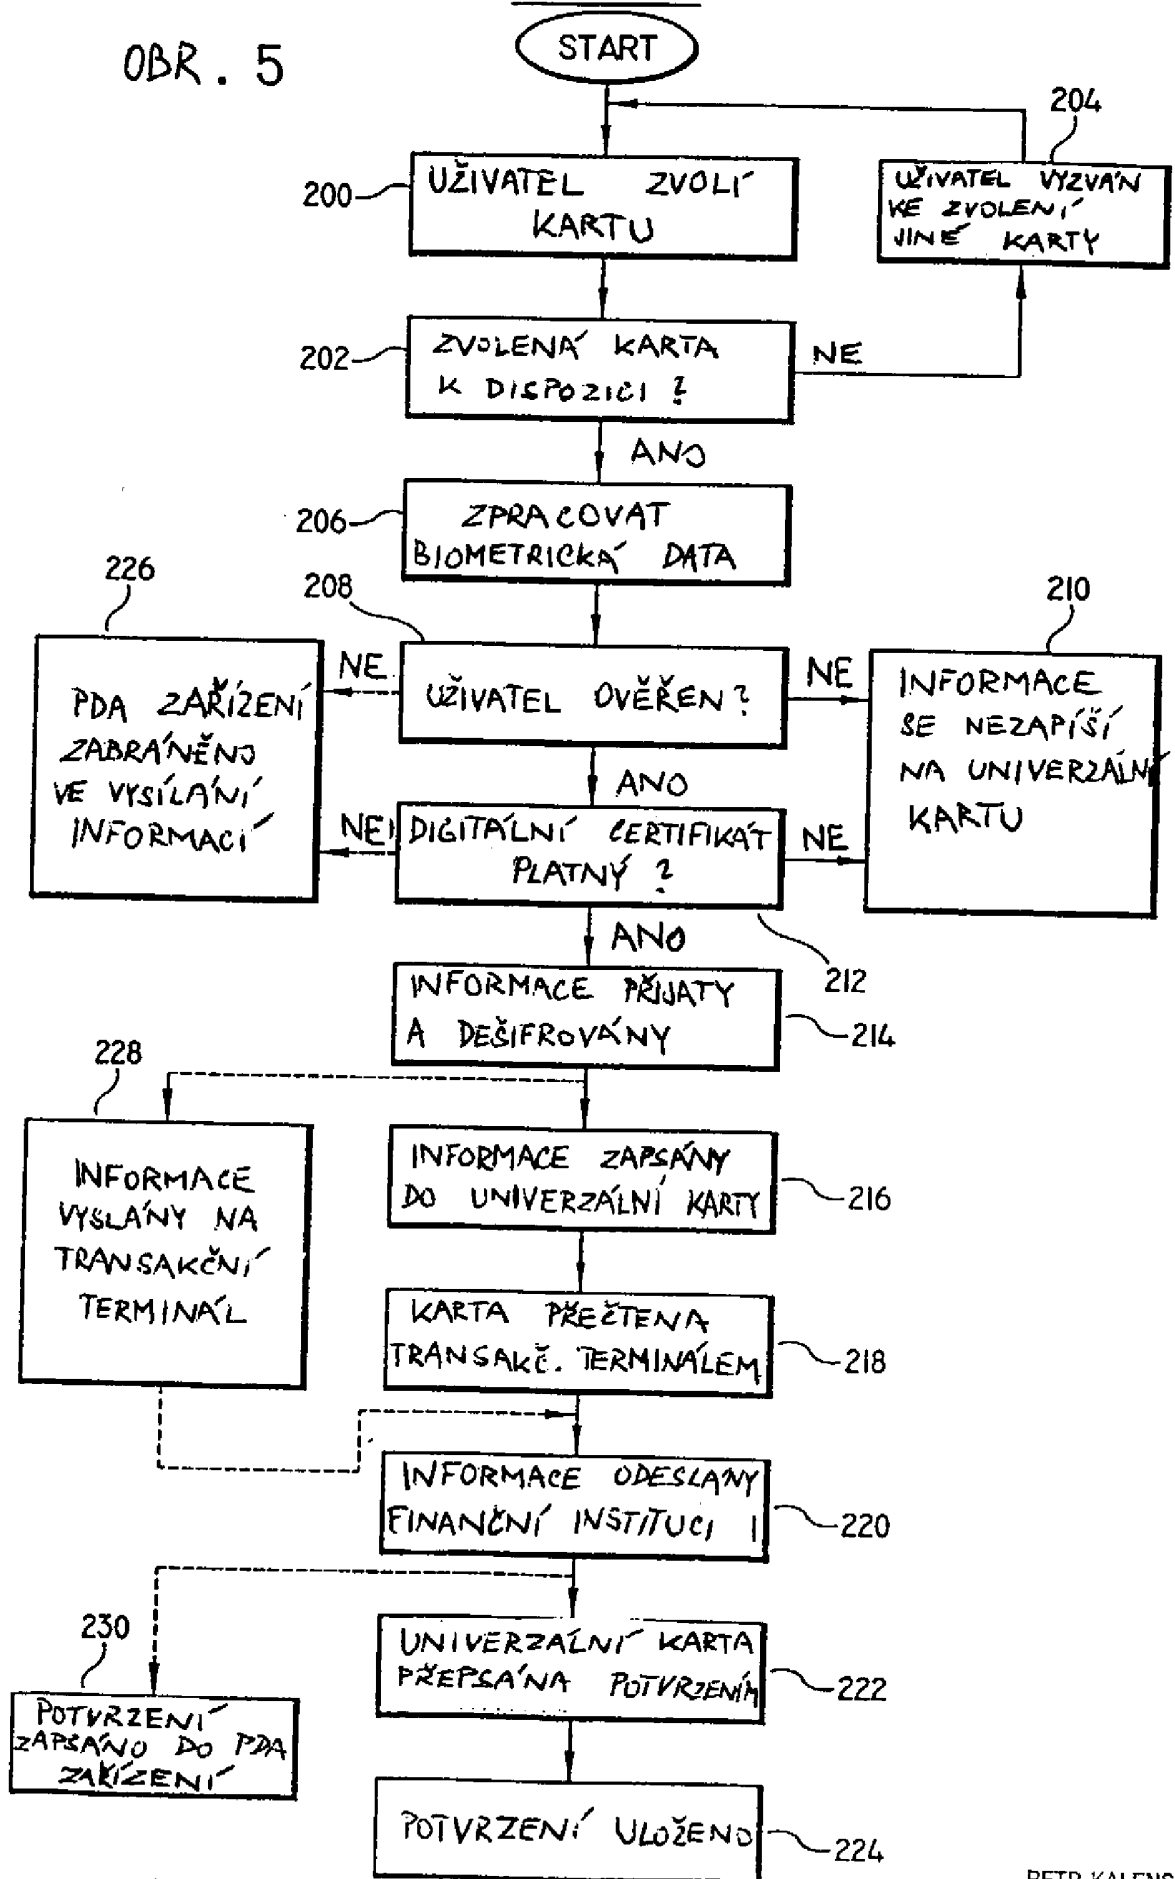 OBR. 5
START
204
200
UŽIVATEL ZVOLÍ
KARTU
UŽIVATEL VYZVÁN
KE ZVOLENÍ
JINÉ KARTY
202
ZVOLENÁ KARTA
K DISPOZICI ?
NE
ANO
206
ZPRACOVAT
BIOMETRICKÁ DATA
226
208
210
PDA ZAŘÍZENÍ
ZABRÁNĚNO
VE VYSÍLÁNÍ
INFORMACÍ
NE
UŽIVATEL OVĚŘEN ?
NE
INFORMACE
SE NEZAPÍŠÍ
NA UNIVERZÁLNÍ
KARTU
ANO
NE
DIGITÁLNÍ CERTIFIKÁT
PLATNÝ ?
NE
212
ANO
INFORMACE PŘIJATY
A DEŠIFROVÁNY
214
228
INFORMACE
VYSLÁNY NA
TRANSAKČNÍ
TERMINÁL
INFORMACE ZAPSÁNY
DO UNIVERZÁLNÍ KARTY
216
KARTA PŘEČTENA
TRANSAKČ. TERMINÁLEM
218
INFORMACE ODESLÁNY
FINANČNÍ INSTITUCI
220
230
UNIVERZÁLNÍ KARTA
PŘEPSÁNA POTVRZENÍM
222
POTVRZENÍ
ZAPSÁNO DO PDA
ZAŘÍZENÍ
POTVRZENÍ ULOŽENO
224
PETR